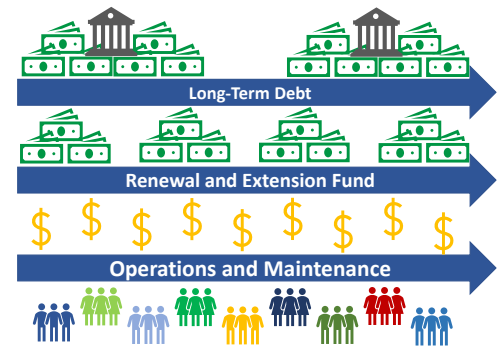 Long-Term Debt
Renewal and Extension Fund
$ $ $ $ $ $ $ $ $
Operations and Maintenance